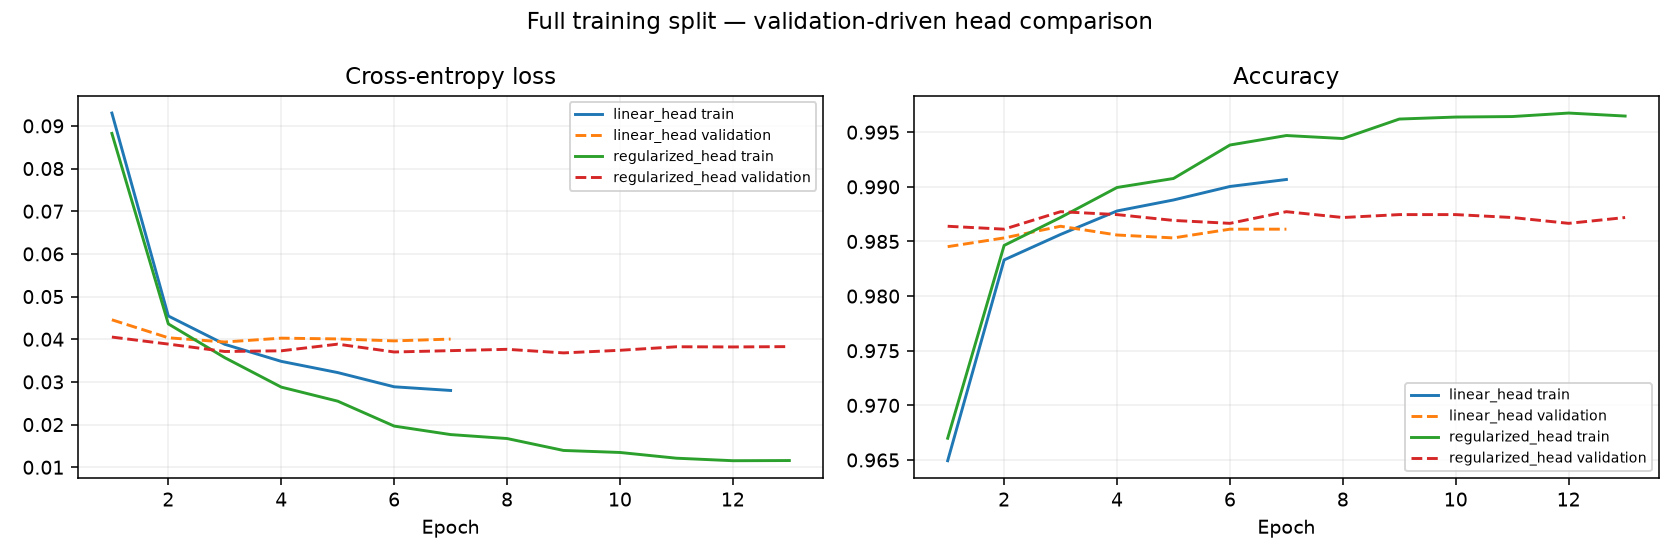 Full training split — validation-driven head comparison
Cross-entropy loss
0.09
0.08
0.07
0.06
0.05
0.04
0.03
0.02
0.01
linear_head train
linear_head validation
regularized_head train
regularized_head validation
2 4 6 8 10 12
Epoch
Accuracy
0.995
0.990
0.985
0.980
0.975
0.970
0.965
linear_head train
linear_head validation
regularized_head train
regularized_head validation
2 4 6 8 10 12
Epoch